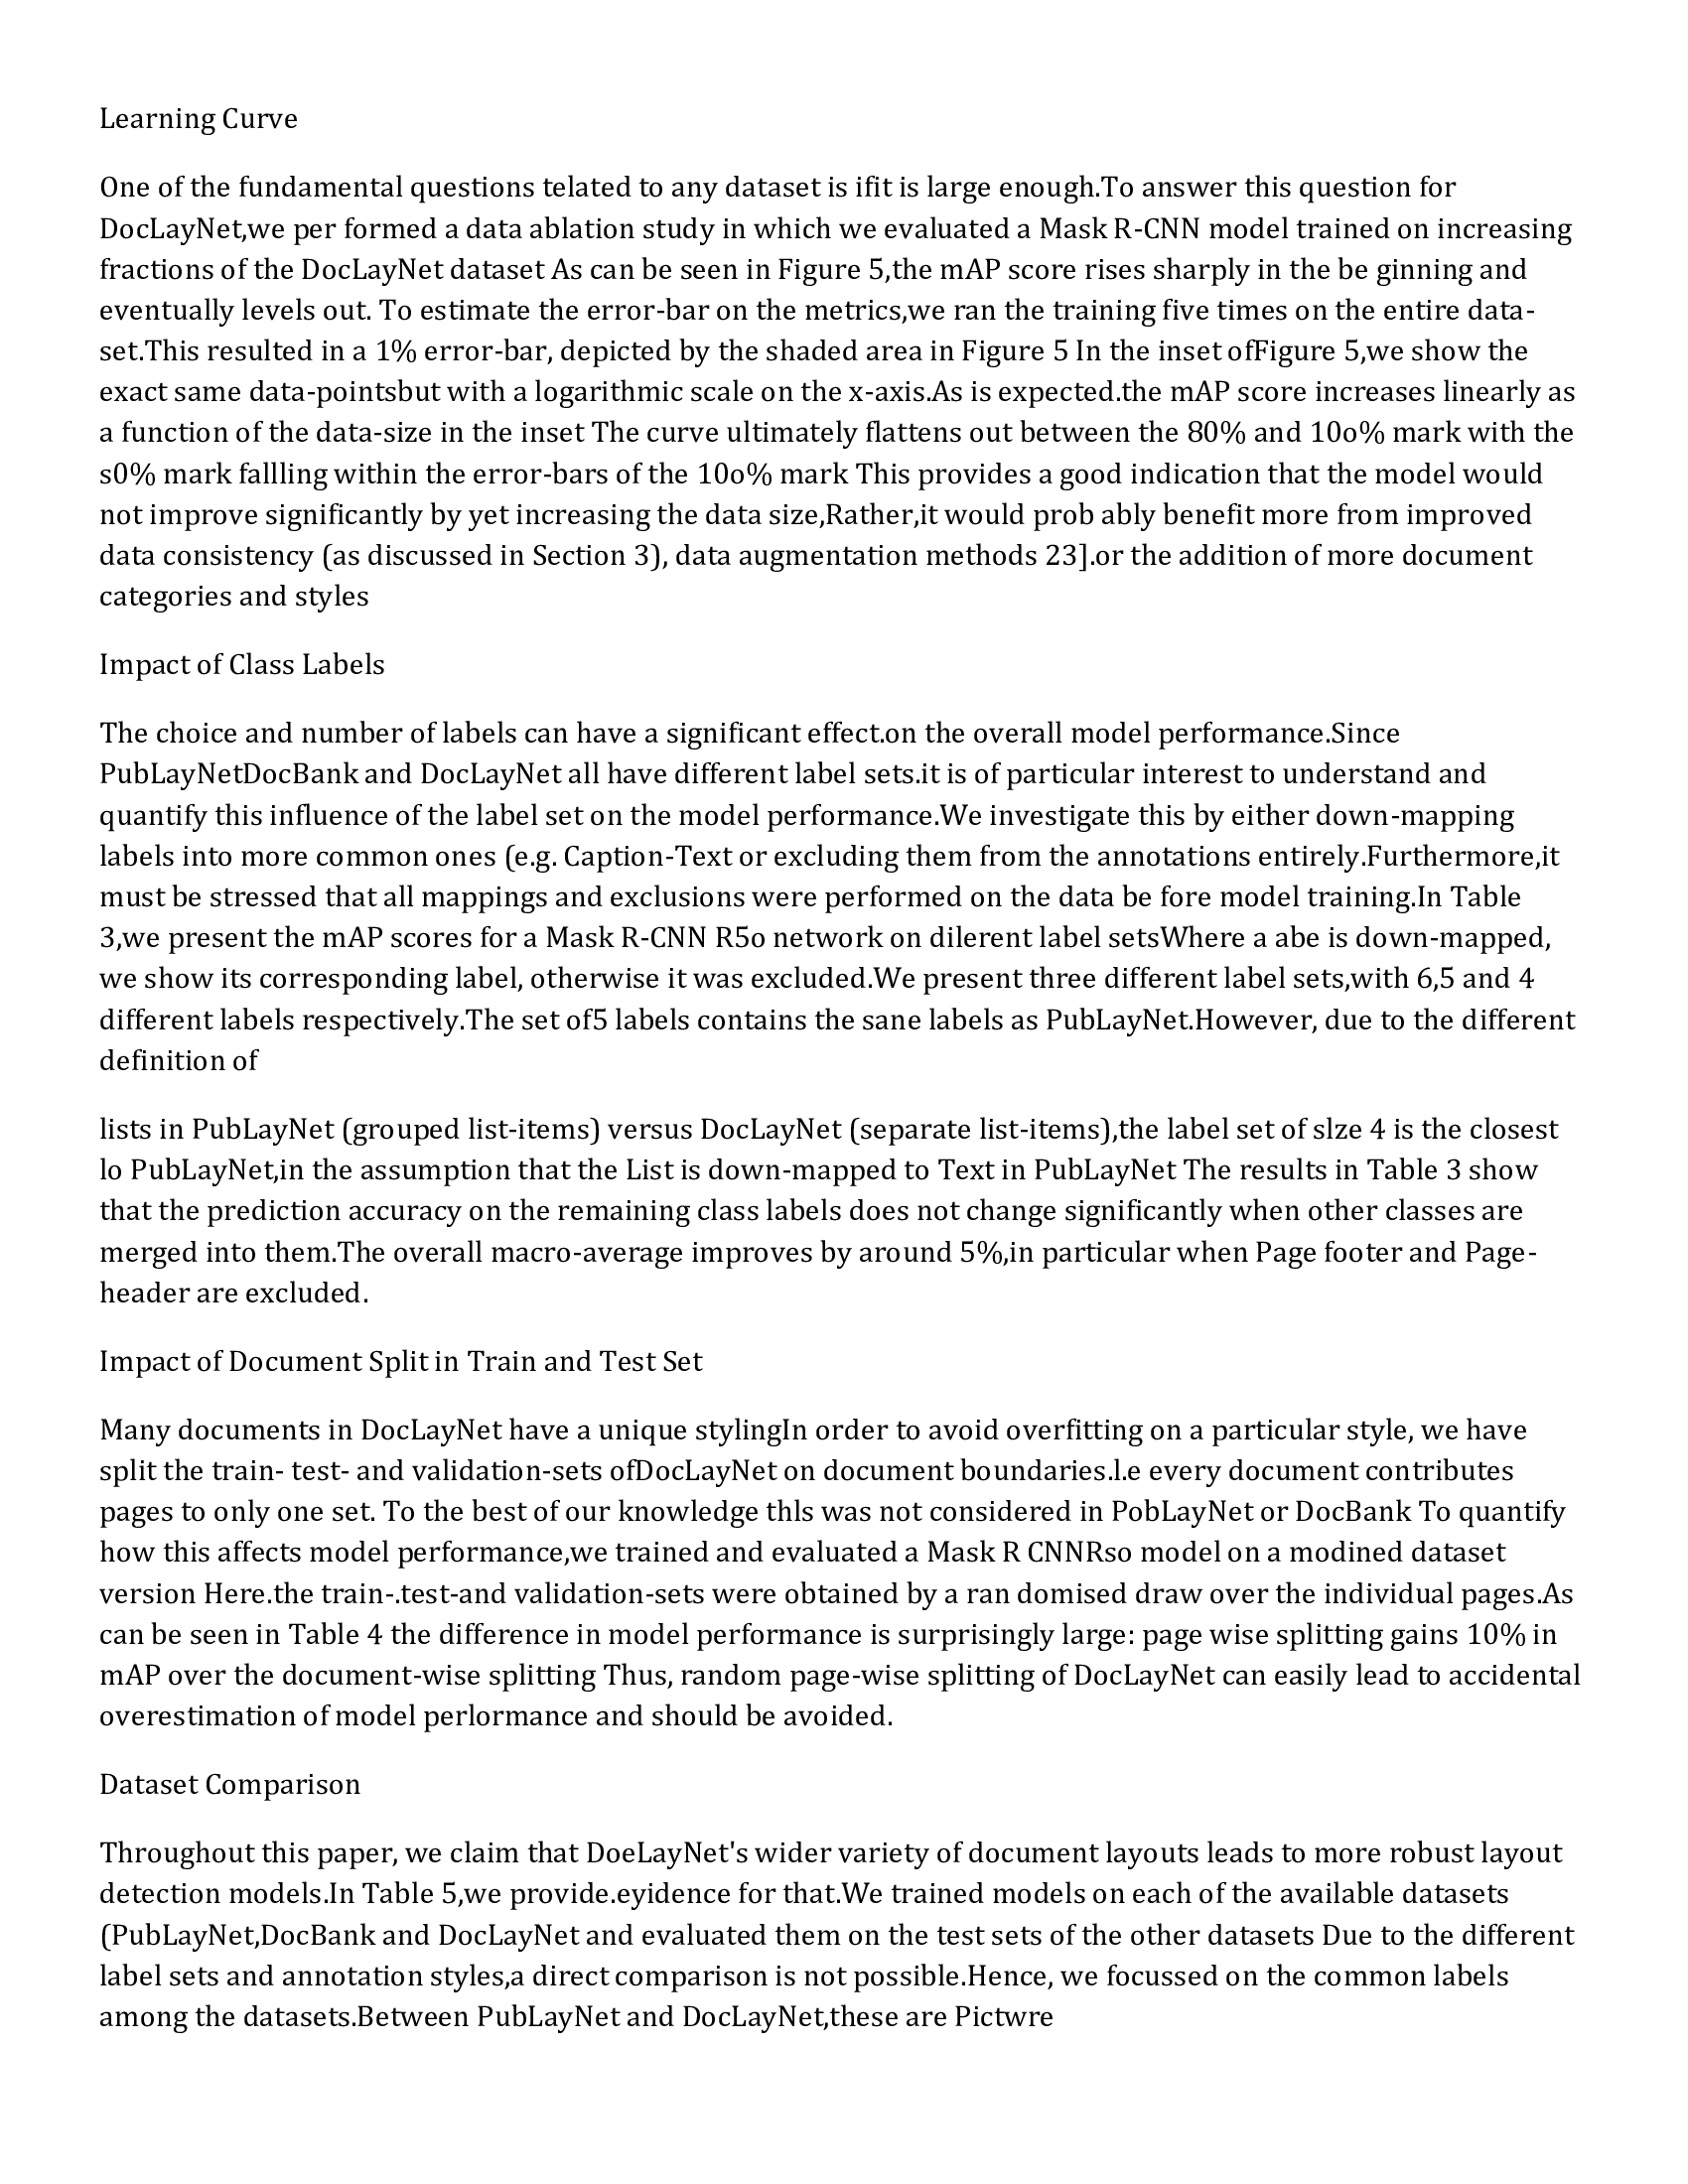 Learning Curve
One of the fundamental questions telated to any dataset is ifit is large enough.To answer this question for
DocLayNet,we per formed a data ablation study in which we evaluated a Mask R-CNN model trained on increasing
fractions of the DocLayNet dataset As can be seen in Figure 5,the mAP score rises sharply in the be ginning and
eventually levels out. To estimate the error-bar on the metrics,we ran the training five times on the entire data-
set.This resulted in a 1% error-bar, depicted by the shaded area in Figure 5 In the inset ofFigure 5,we show the
exact same data-pointsbut with a logarithmic scale on the x-axis.As is expected.the mAP score increases linearly as
a function of the data-size in the inset The curve ultimately flattens out between the 80% and 10o% mark with the
s0% mark fallling within the error-bars of the 10o% mark This provides a good indication that the model would
not improve significantly by yet increasing the data size,Rather,it would prob ably benefit more from improved
data consistency (as discussed in Section 3), data augmentation methods 23].or the addition of more document
categories and styles
Impact of Class Labels
The choice and number of labels can have a significant effect.on the overall model performance.Since
PubLayNetDocBank and DocLayNet all have different label sets.it is of particular interest to understand and
quantify this influence of the label set on the model performance.We investigate this by either down-mapping
labels into more common ones (e.g. Caption-Text or excluding them from the annotations entirely.Furthermore,it
must be stressed that all mappings and exclusions were performed on the data be fore model training.In Table
3,we present the mAP scores for a Mask R-CNN R5o network on dilerent label setsWhere a abe is down-mapped,
we show its corresponding label, otherwise it was excluded.We present three different label sets,with 6,5 and 4
different labels respectively.The set of5 labels contains the sane labels as PubLayNet.However, due to the different
definition of
lists in PubLayNet (grouped list-items) versus DocLayNet (separate list-items),the label set of slze 4 is the closest
lo PubLayNet,in the assumption that the List is down-mapped to Text in PubLayNet The results in Table 3 show
that the prediction accuracy on the remaining class labels does not change significantly when other classes are
merged into them.The overall macro-average improves by around 5%,in particular when Page footer and Page-
header are excluded.
Impact of Document Split in Train and Test Set
Many documents in DocLayNet have a unique stylingIn order to avoid overfitting on a particular style, we have
split the train- test- and validation-sets ofDocLayNet on document boundaries.l.e every document contributes
pages to only one set. To the best of our knowledge thls was not considered in PobLayNet or DocBank To quantify
how this affects model performance,we trained and evaluated a Mask R CNNRso model on a modined dataset
version Here.the train-.test-and validation-sets were obtained by a ran domised draw over the individual pages.As
can be seen in Table 4 the difference in model performance is surprisingly large: page wise splitting gains 10% in
mAP over the document-wise splitting Thus, random page-wise splitting of DocLayNet can easily lead to accidental
overestimation of model perlormance and should be avoided.
Dataset Comparison
Throughout this paper, we claim that DoeLayNet's wider variety of document layouts leads to more robust layout
detection models.In Table 5,we provide.eyidence for that.We trained models on each of the available datasets
(PubLayNet,DocBank and DocLayNet and evaluated them on the test sets of the other datasets Due to the different
label sets and annotation styles,a direct comparison is not possible.Hence, we focussed on the common labels
among the datasets.Between PubLayNet and DocLayNet,these are Pictwre